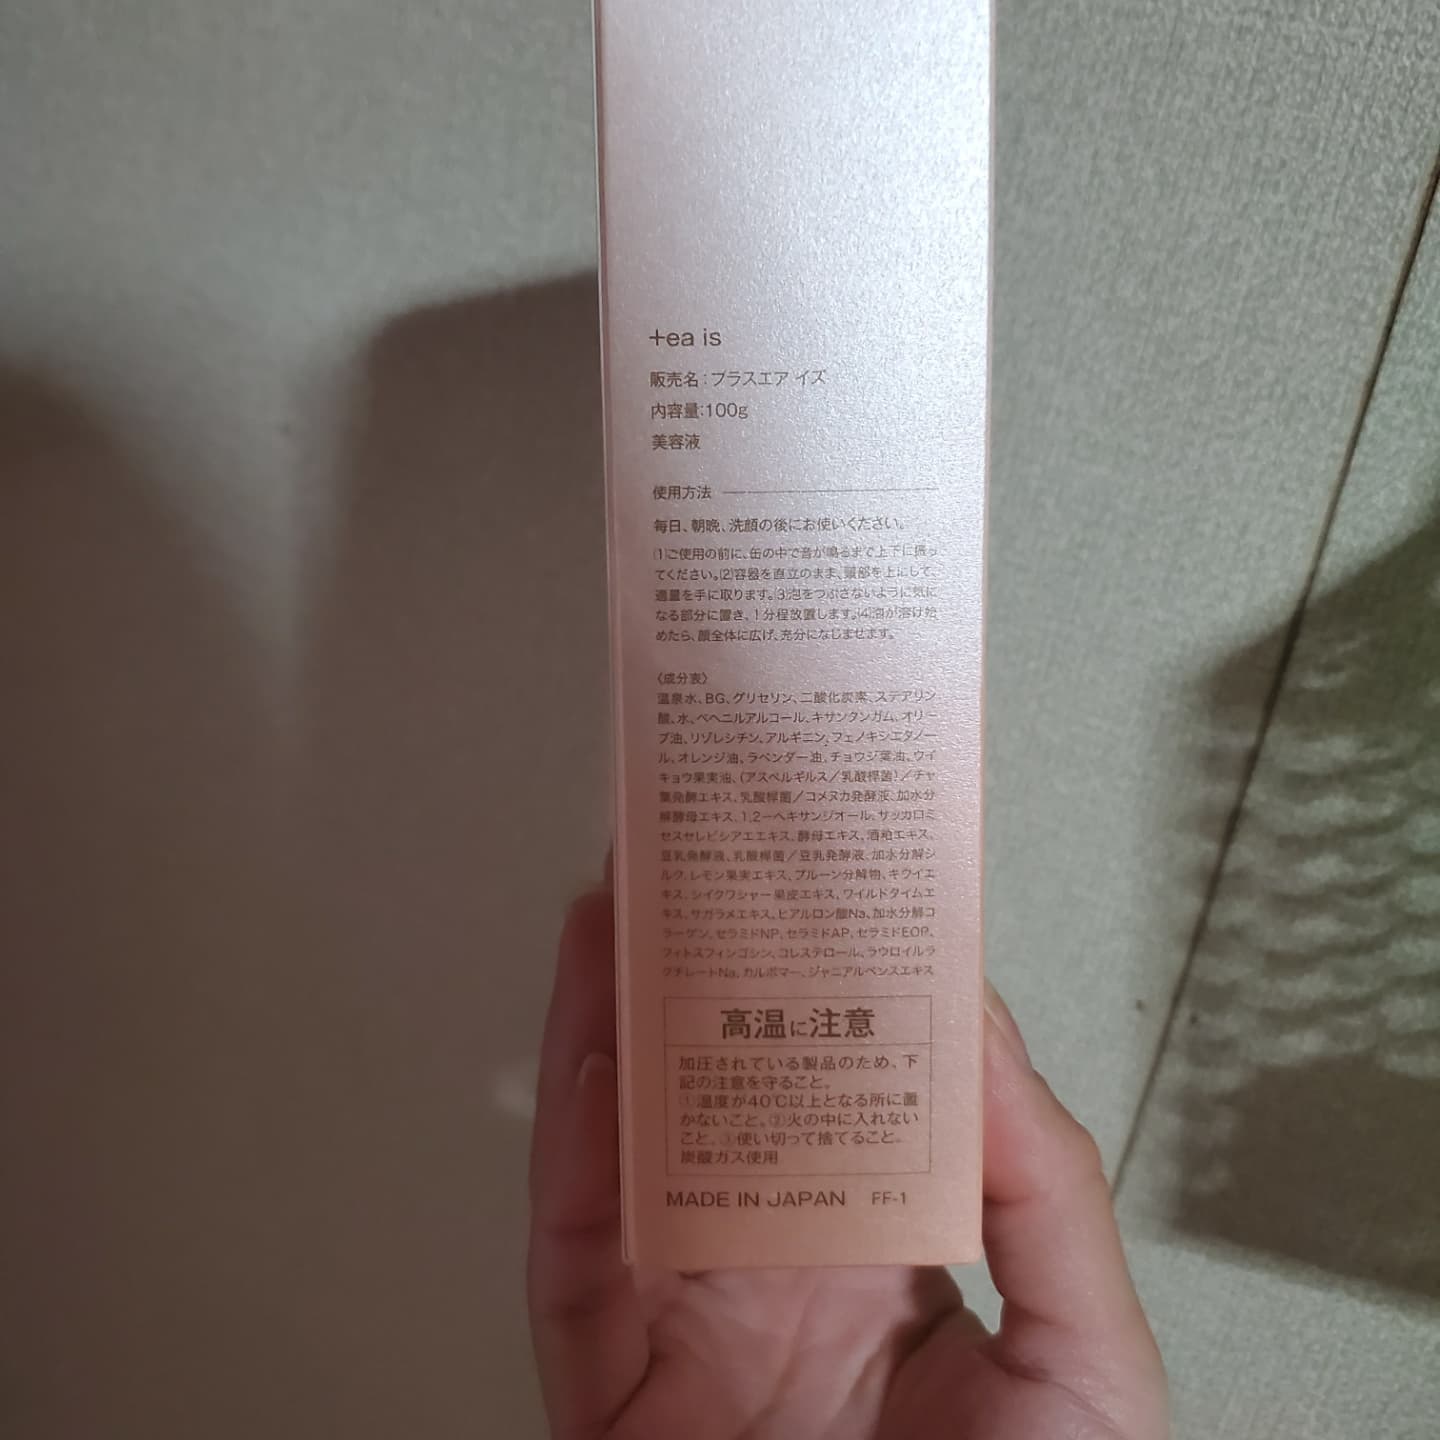 +ea is
販売名：プラスエア イズ
内容量:100g
美容液
使用方法
毎日、朝晩、洗顔の後にお使いください。
(1)ご使用の前に、缶の中で音が鳴るまで上下に振っ
てください。(2)容器を直立のまま、頭部を上にして、
適量を手に取ります。(3)泡をつぶさないように気に
なる部分に置き、1分程放置します。(4)泡が溶け始
めたら、顔全体に広げ、充分になじませます。
〈成分表〉
温泉水、BG、グリセリン、二酸化炭素、ステアリン
酸、水、ベヘニルアルコール、キサンタンガム、オリー
ブ油、リゾレシチン、アルギニン、フェノキシエタノー
ル、オレンジ油、ラベンダー油、チョウジ葉油、ウイ
キョウ果実油、(アスペルギルス／乳酸桿菌)／チャ
葉発酵エキス、乳酸桿菌／コメヌカ発酵液、加水分
解酵母エキス、1,2ーヘキサンジオール、サッカロミ
セスセレビシアエエキス、酵母エキス、酒粕エキス、
豆乳発酵液、乳酸桿菌／豆乳発酵液、加水分解シ
ルク、レモン果実エキス、プルーン分解物、キウイエ
キス、シイクワシャー果皮エキス、ワイルドタイムエ
キス、サガラメエキス、ヒアルロン酸Na、加水分解コ
ラーゲン、セラミドNP、セラミドAP、セラミドEOP、
フィトスフィンゴシン、コレステロール、ラウロイルラ
クチレートNa、カルボマー、ジャニアルベンスエキス
高温に注意
加圧されている製品のため、下
記の注意を守ること。
①温度が40℃以上となる所に置
かないこと。②火の中に入れない
こと。③使い切って捨てること。
炭酸ガス使用
MADE IN JAPAN FF-1